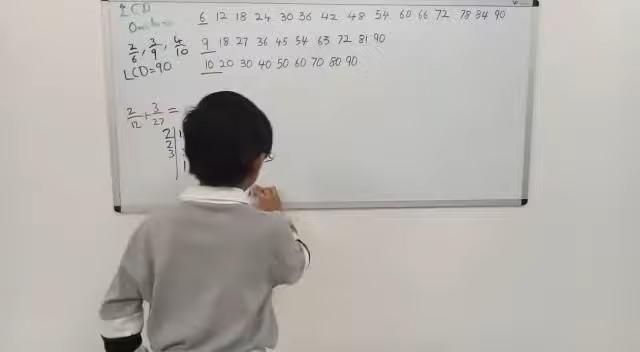 LCD
6 12 18 24 30 36 42 48 54 60 66 72 78 84 90
2/6, 3/9, 4/10
9 18 27 36 45 54 63 72 81 90
LCD=90
10 20 30 40 50 60 70 80 90
2/12 + 3/27 =
2
2
3